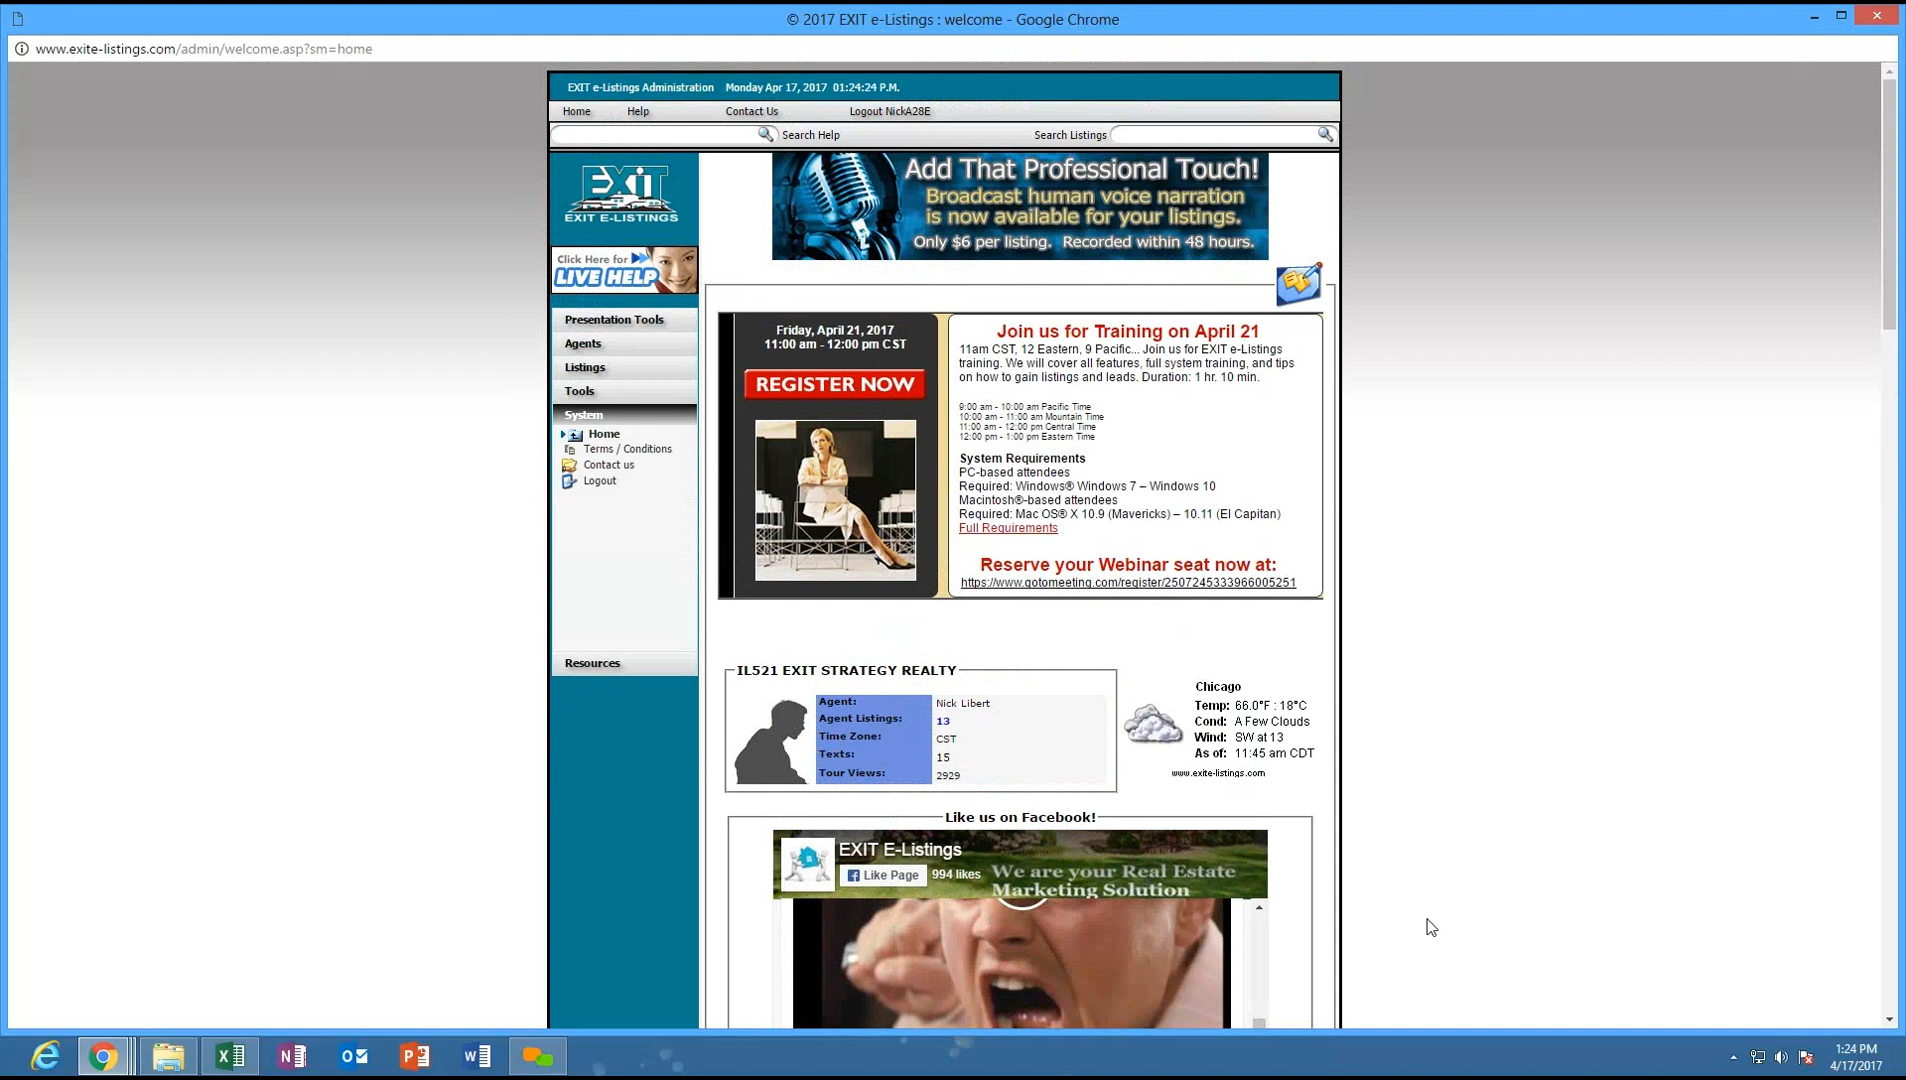 © 2017 EXIT e-Listings : welcome - Google Chrome
www.exite-listings.com/admin/welcome.asp?sm=home
EXIT e-Listings Administration Monday Apr 17, 2017 01:24:24 P.M.
Home Help Contact Us Logout NickA28E
Search Help Search Listings
EXIT
EXIT E-LISTINGS
Click Here for
LIVE HELP
Presentation Tools
Agents
Listings
Tools
System
Home
Terms / Conditions
Contact us
Logout
Resources
Add That Professional Touch!
Broadcast human voice narration
is now available for your listings.
Only $6 per listing. Recorded within 48 hours.
Friday, April 21, 2017
11:00 am - 12:00 pm CST
REGISTER NOW
Join us for Training on April 21
11am CST, 12 Eastern, 9 Pacific... Join us for EXIT e-Listings
training. We will cover all features, full system training, and tips
on how to gain listings and leads. Duration: 1 hr. 10 min.
9:00 am - 10:00 am Pacific Time
10:00 am - 11:00 am Mountain Time
11:00 am - 12:00 pm Central Time
12:00 pm - 1:00 pm Eastern Time
System Requirements
PC-based attendees
Required: Windows® Windows 7 – Windows 10
Macintosh®-based attendees
Required: Mac OS® X 10.9 (Mavericks) – 10.11 (El Capitan)
Full Requirements
Reserve your Webinar seat now at:
https://www.gotomeeting.com/register/2507245333966005251
IL521 EXIT STRATEGY REALTY
Agent: Nick Libert
Agent Listings: 13
Time Zone: CST
Texts: 15
Tour Views: 2929
Chicago
Temp: 66.0°F : 18°C
Cond: A Few Clouds
Wind: SW at 13
As of: 11:45 am CDT
www.exite-listings.com
Like us on Facebook!
EXIT E-Listings
Like Page 994 likes
We are your Real Estate
Marketing Solution
1:24 PM
4/17/2017